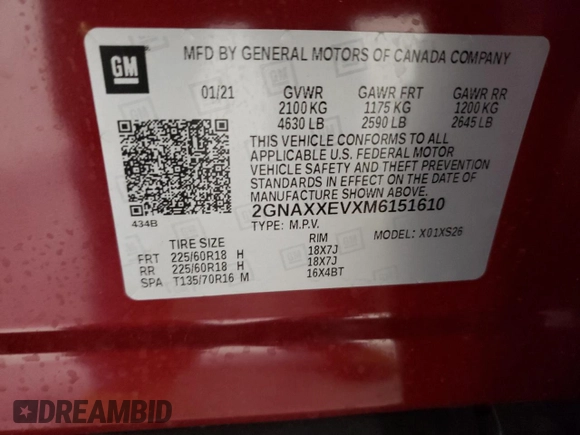 GM
MFD BY GENERAL MOTORS OF CANADA COMPANY
01/21 GVWR GAWR FRT GAWR RR
2100 KG 1175 KG 1200 KG
4630 LB 2590 LB 2645 LB
THIS VEHICLE CONFORMS TO ALL
APPLICABLE U.S. FEDERAL MOTOR
VEHICLE SAFETY AND THEFT PREVENTION
STANDARDS IN EFFECT ON THE DATE OF
MANUFACTURE SHOWN ABOVE.
434B
2GNAXXEVXM6151610
TYPE: M.P.V. MODEL: X01XS26
TIRE SIZE RIM
FRT 225/60R18 H 18X7J
RR 225/60R18 H 18X7J
SPA T135/70R16 M 16X4BT
DREAMBID